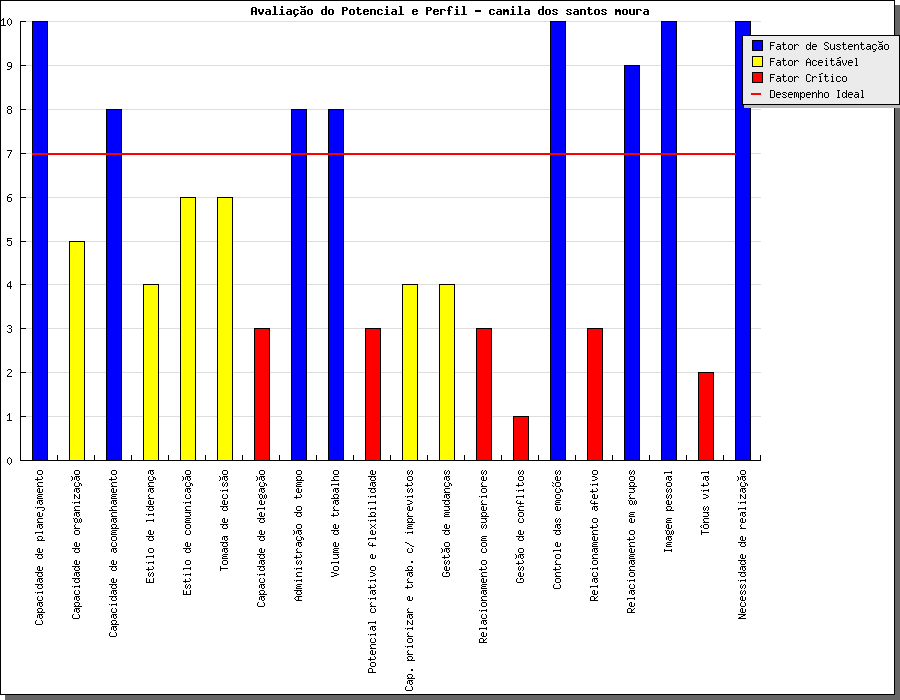 Avaliação do Potencial e Perfil - camila dos santos moura
10
9
8
7
6
5
4
3
2
1
0
Fator de Sustentação
Fator Aceitável
Fator Crítico
Desempenho Ideal
Capacidade de planejamento
Capacidade de organização
Capacidade de acompanhamento
Estilo de liderança
Estilo de comunicação
Tomada de decisão
Capacidade de delegação
Administração do tempo
Volume de trabalho
Potencial criativo e flexibilidade
Cap. priorizar e trab. c/ imprevistos
Gestão de mudanças
Relacionamento com superiores
Gestão de conflitos
Controle das emoções
Relacionamento afetivo
Relacionamento em grupos
Imagem pessoal
Tônus vital
Necessidade de realização